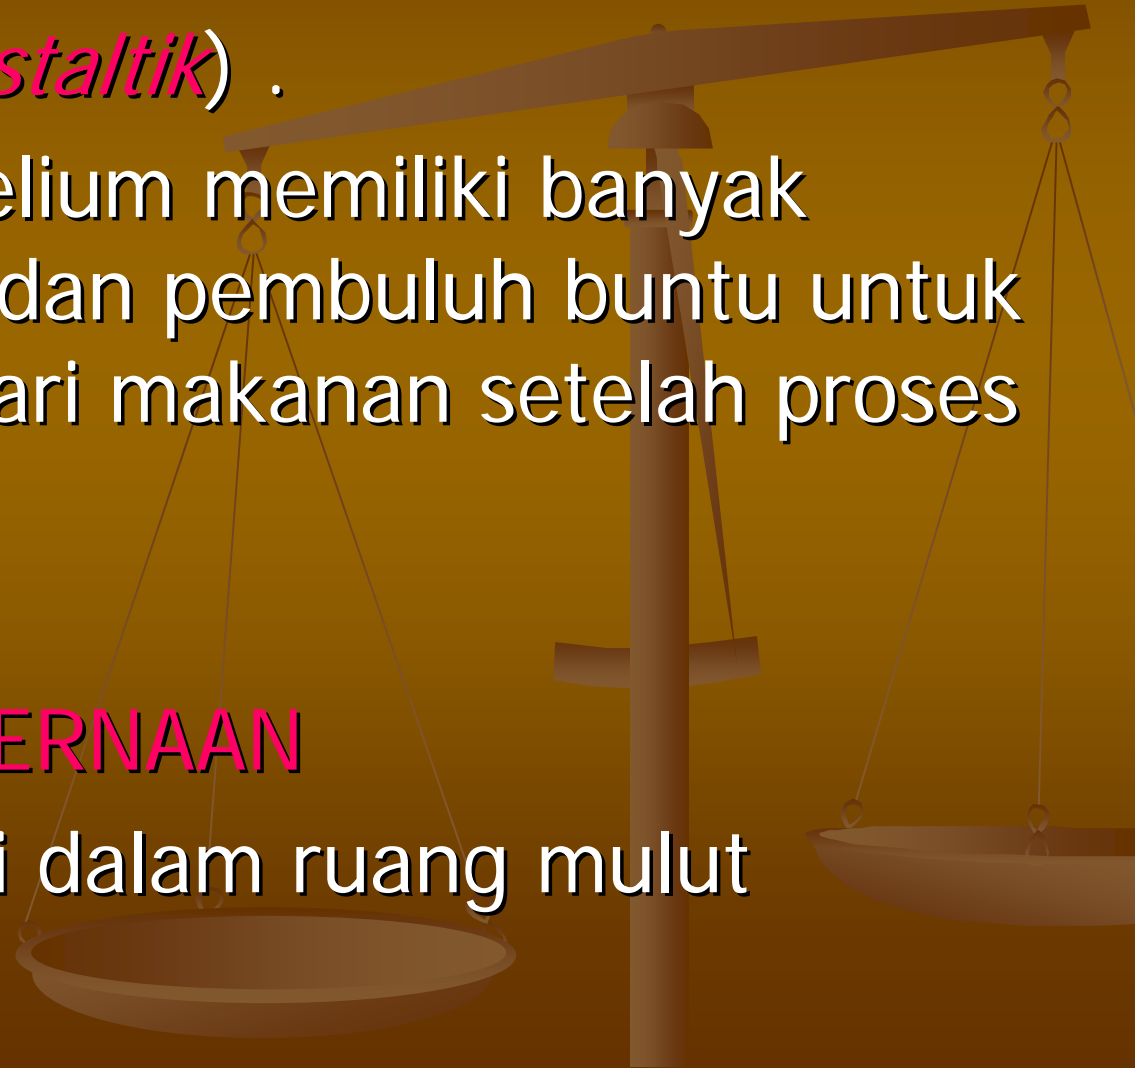 staltik) .
elium memiliki banyak
dan pembuluh buntu untuk
ari makanan setelah proses
ERNAAN
i dalam ruang mulut